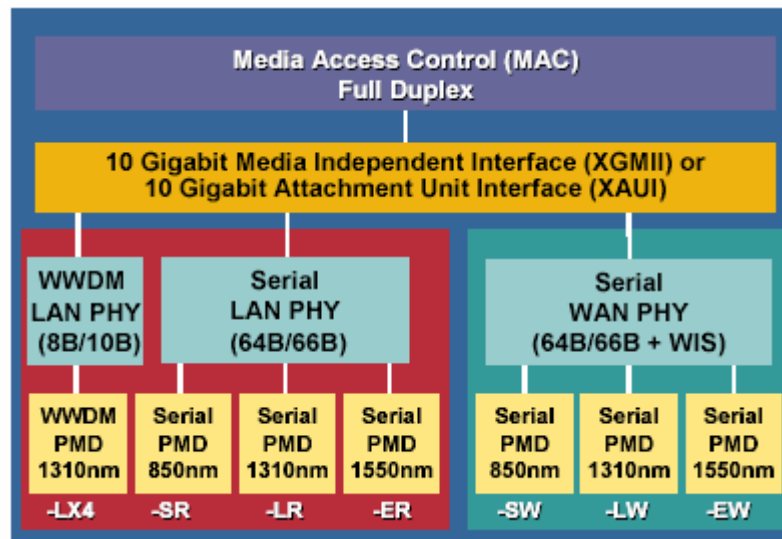 Media Access Control (MAC)
Full Duplex
10 Gigabit Media Independent Interface (XGMII) or
10 Gigabit Attachment Unit Interface (XAUI)
WWDM
LAN PHY
(8B/10B)
Serial
LAN PHY
(64B/66B)
Serial
WAN PHY
(64B/66B + WIS)
WWDM
PMD
1310nm
Serial
PMD
850nm
Serial
PMD
1310nm
Serial
PMD
1550nm
Serial
PMD
850nm
Serial
PMD
1310nm
Serial
PMD
1550nm
-LX4
-SR
-LR
-ER
-SW
-LW
-EW